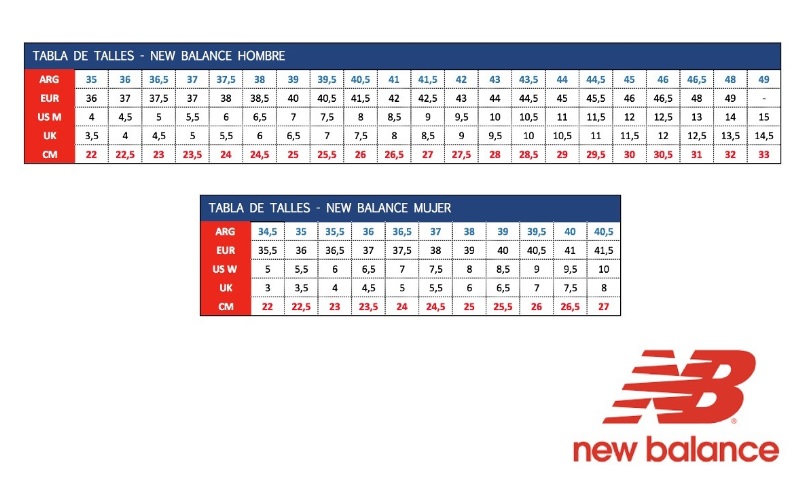 TABLA DE TALLES - NEW BALANCE HOMBRE
ARG 35 36 36,5 37 37,5 38 39 39,5 40,5 41 41,5 42 43 43,5 44 44,5 45 46 46,5 48 49
EUR 36 37 37,5 37 38 38,5 40 40,5 41,5 42 42,5 43 44 44,5 45 45,5 46 46,5 48 49 -
US M 4 4,5 5 5,5 6 6,5 7 7,5 8 8,5 9 9,5 10 10,5 11 11,5 12 12,5 13 14 15
UK 3,5 4 4,5 5 5,5 6 6,5 7 7,5 8 8,5 9 9,5 10 10,5 11 11,5 12 12,5 13,5 14,5
CM 22 22,5 23 23,5 24 24,5 25 25,5 26 26,5 27 27,5 28 28,5 29 29,5 30 30,5 31 32 33
TABLA DE TALLES - NEW BALANCE MUJER
ARG 34,5 35 35,5 36 36,5 37 38 39 39,5 40 40,5
EUR 35,5 36 36,5 37 37,5 38 39 40 40,5 41 41,5
US W 5 5,5 6 6,5 7 7,5 8 8,5 9 9,5 10
UK 3 3,5 4 4,5 5 5,5 6 6,5 7 7,5 8
CM 22 22,5 23 23,5 24 24,5 25 25,5 26 26,5 27
NB®
new balance